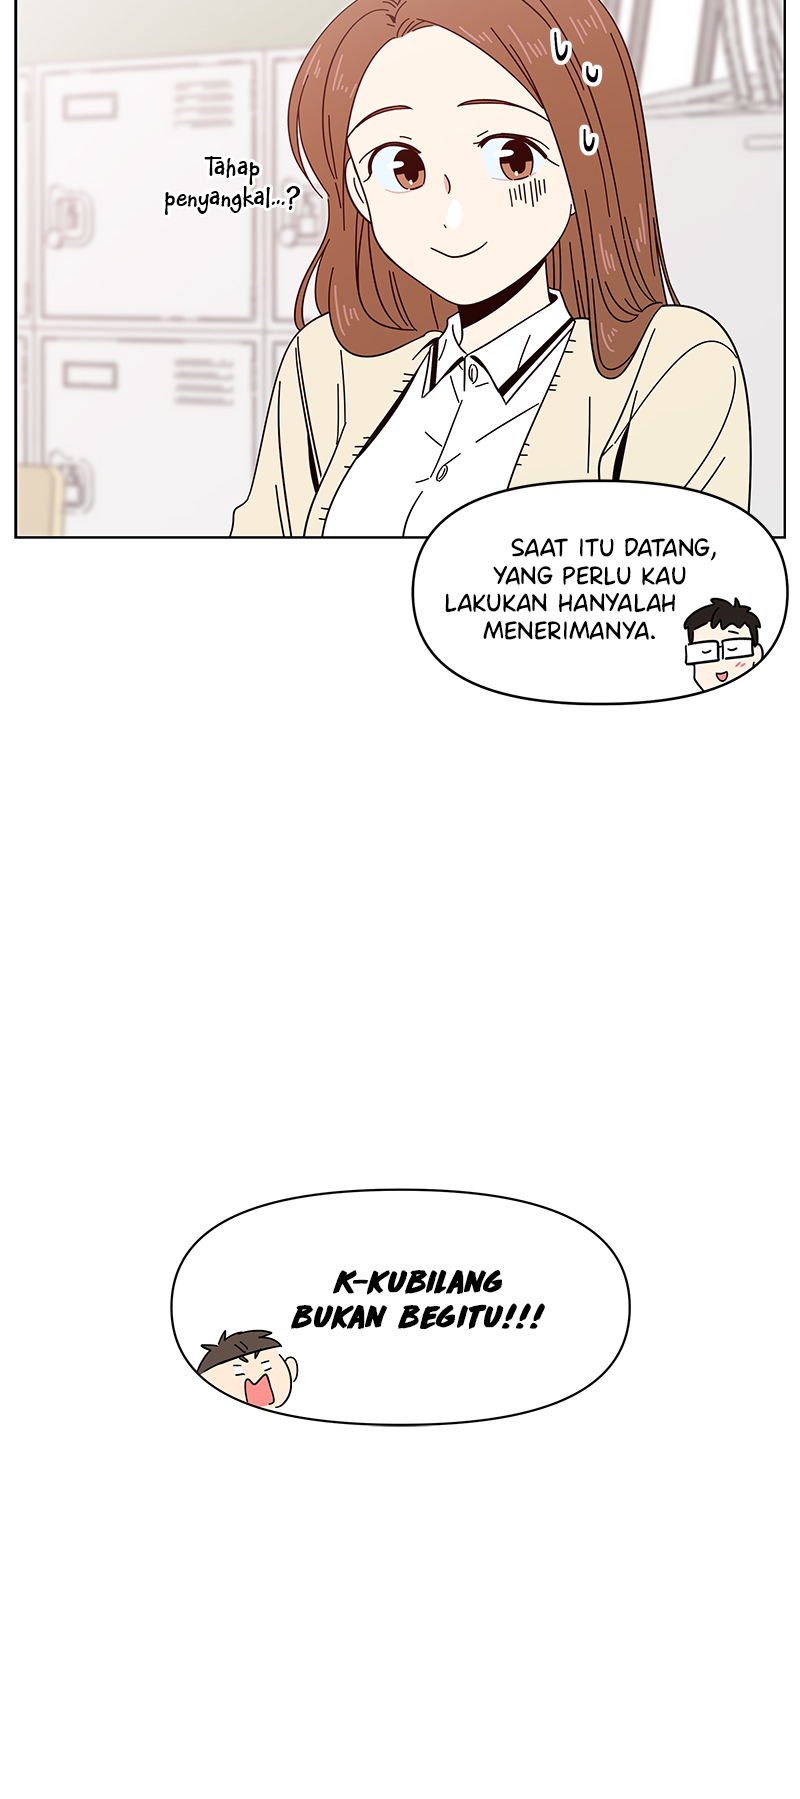 Tahap
penyangkal...?
SAAT ITU DATANG,
YANG PERLU KAU
LAKUKAN HANYALAH
MENERIMANYA.
K-KUBILANG
BUKAN BEGITU!!!